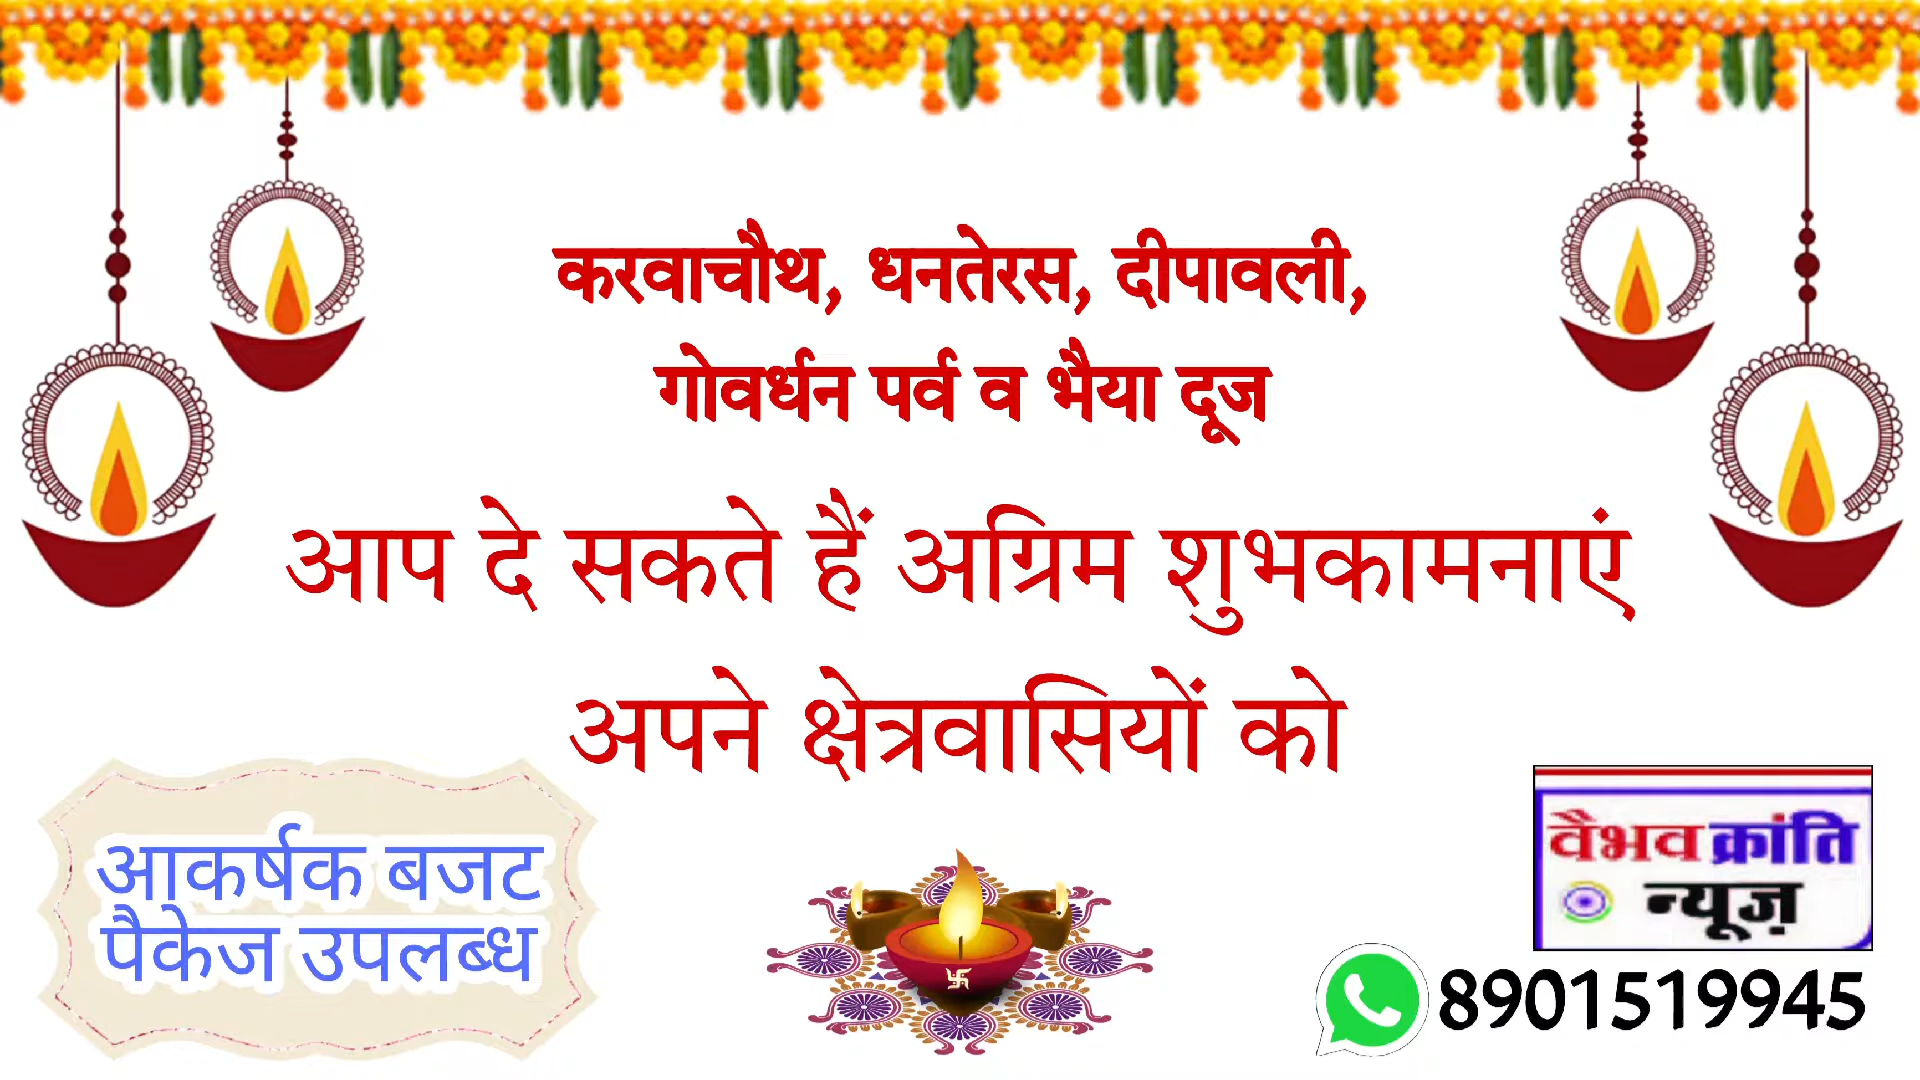 करवाचौथ, धनतेरस, दीपावली,
गोवर्धन पर्व व भैया दूज
आप दे सकते हैं अग्रिम शुभकामनाएं
अपने क्षेत्रवासियों को
आकर्षक बजट
पैकेज उपलब्ध
वैभव क्रांति
न्यूज़
8901519945